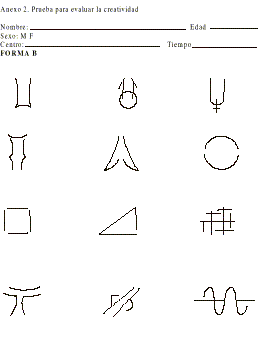 Anexo 2. Prueba para evaluar la creatividad
Nombre: Edad
Sexo: M F
Centro: Tiempo
FORMA B